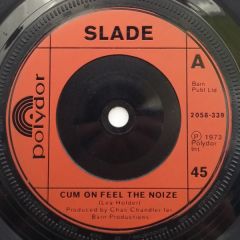 SLADE
A
Barn
Publ Ltd
2058-339
polydor
℗ 1973
Polydor
Int.
45
CUM ON FEEL THE NOIZE
(Lea Holder)
Produced by Chas Chandler for
Barn Productions